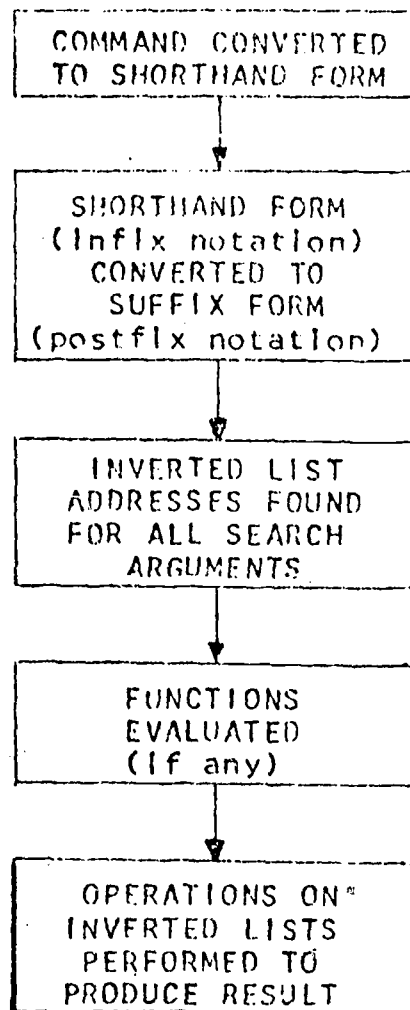 COMMAND CONVERTED
TO SHORTHAND FORM
SHORTHAND FORM
(infix notation)
CONVERTED TO
SUFFIX FORM
(postfix notation)
INVERTED LIST
ADDRESSES FOUND
FOR ALL SEARCH
ARGUMENTS
FUNCTIONS
EVALUATED
(if any)
OPERATIONS ON
INVERTED LISTS
PERFORMED TO
PRODUCE RESULT